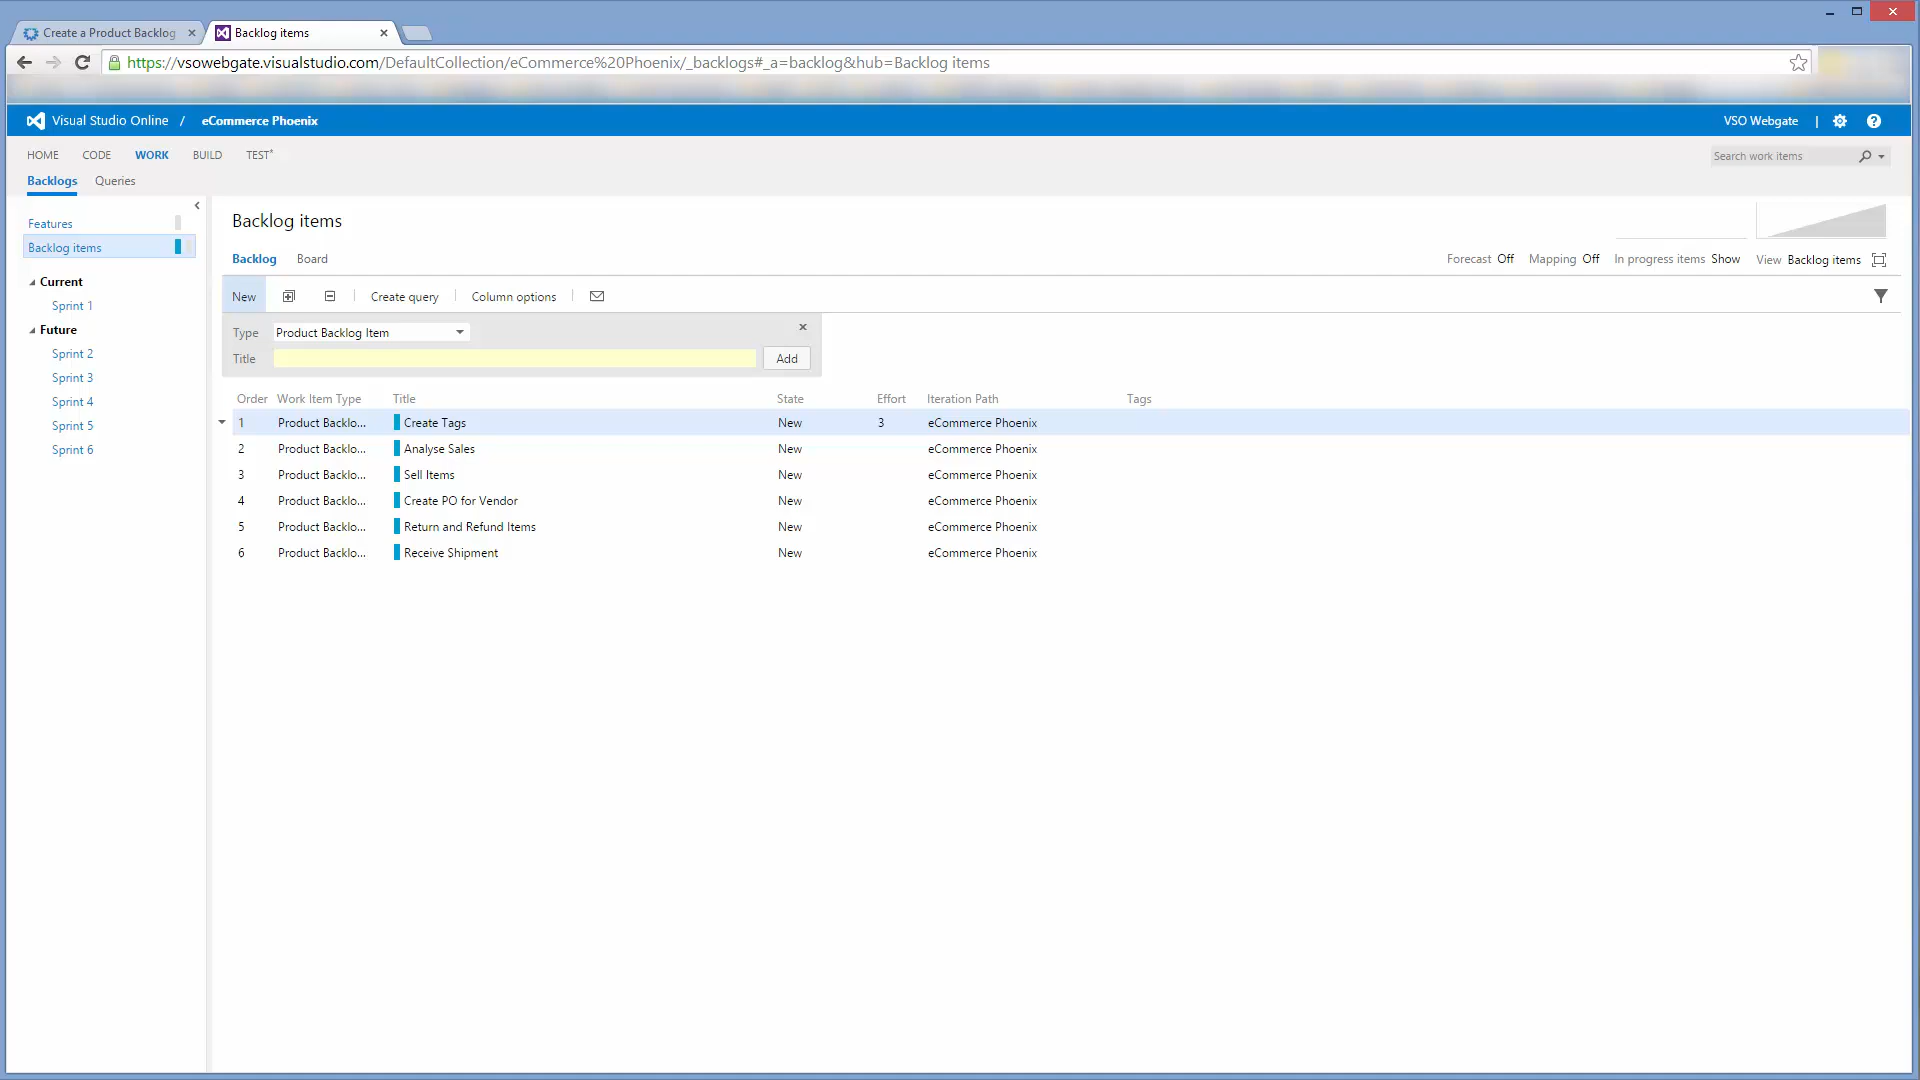 Create a Product Backlog
Backlog items
https://vsowebgate.visualstudio.com/DefaultCollection/eCommerce%20Phoenix/_backlogs#_a=backlog&hub=Backlog items
Visual Studio Online / eCommerce Phoenix
VSO Webgate | ?
HOME CODE WORK BUILD TEST*
Search work items
Backlogs Queries
Features
Backlog items
Current
Sprint 1
Future
Sprint 2
Sprint 3
Sprint 4
Sprint 5
Sprint 6
Backlog items
Backlog Board
Forecast Off Mapping Off In progress items Show View Backlog items
New Create query Column options
Type Product Backlog Item
Title Add
Order Work Item Type Title State Effort Iteration Path Tags
1 Product Backlo... Create Tags New 3 eCommerce Phoenix
2 Product Backlo... Analyse Sales New eCommerce Phoenix
3 Product Backlo... Sell Items New eCommerce Phoenix
4 Product Backlo... Create PO for Vendor New eCommerce Phoenix
5 Product Backlo... Return and Refund Items New eCommerce Phoenix
6 Product Backlo... Receive Shipment New eCommerce Phoenix